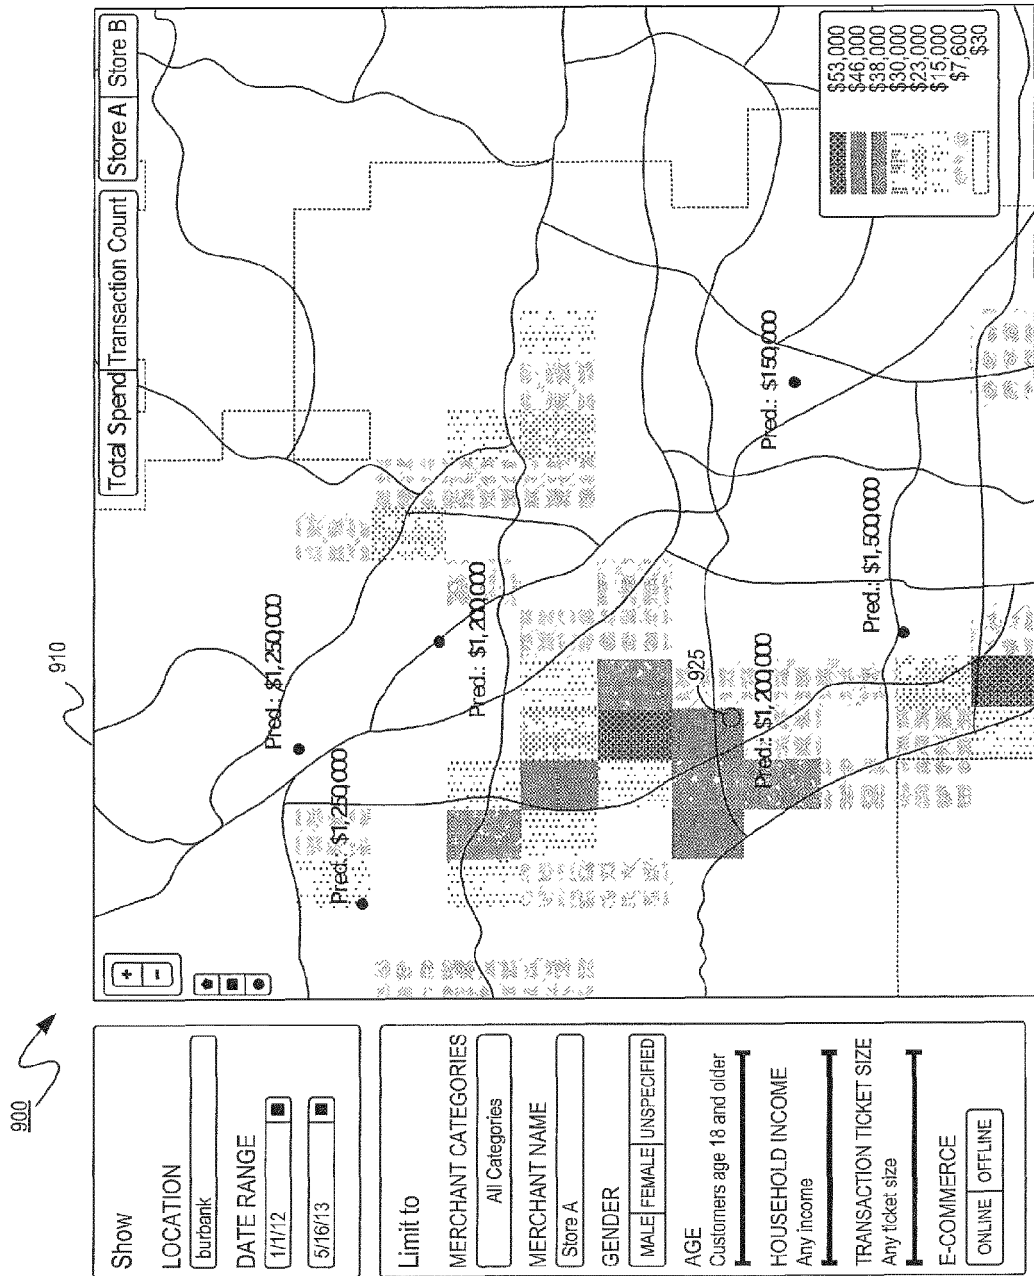 900
910
Show
LOCATION
burbank
DATE RANGE
1/1/12
5/16/13
Limit to
MERCHANT CATEGORIES
All Categories
MERCHANT NAME
Store A
GENDER
MALE FEMALE UNSPECIFIED
AGE
Customers age 18 and older
HOUSEHOLD INCOME
Any income
TRANSACTION TICKET SIZE
Any ticket size
E-COMMERCE
ONLINE OFFLINE
+
−
Total Spend Transaction Count Store A Store B
Pred.: $1,250,000
Pred.: $1,250,000
Pred.: $1,200,000
925
Pred.: $1,200,000
Pred.: $150,000
Pred.: $1,500,000
$53,000
$46,000
$38,000
$30,000
$23,000
$15,000
$7,600
$30